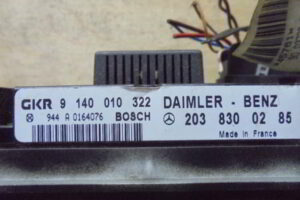 GKR 9 140 010 322 DAIMLER - BENZ
944 A 0164076 BOSCH 203 830 02 85
Made in France